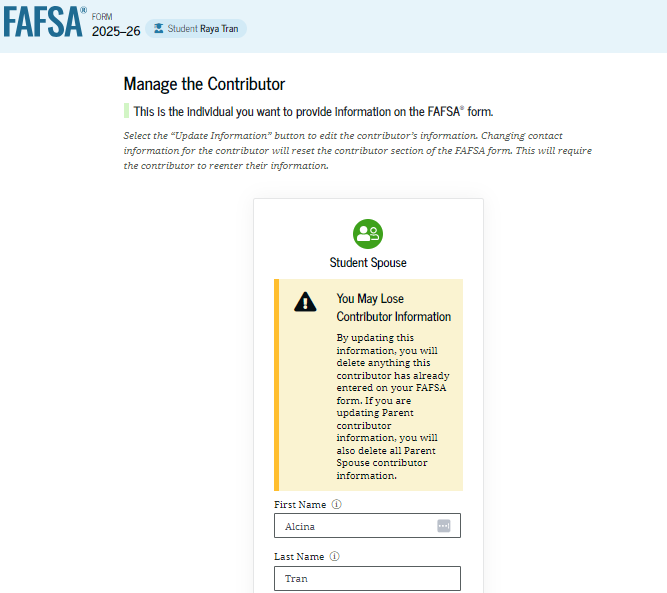 FAFSA® FORM
2025–26 Student Raya Tran
Manage the Contributor
This is the individual you want to provide information on the FAFSA® form.
Select the “Update Information” button to edit the contributor's information. Changing contact
information for the contributor will reset the contributor section of the FAFSA form. This will require
the contributor to reenter their information.
Student Spouse
You May Lose
Contributor Information
By updating this
information, you will
delete anything this
contributor has already
entered on your FAFSA
form. If you are
updating Parent
contributor
information, you will
also delete all Parent
Spouse contributor
information.
First Name
Alcina
Last Name
Tran